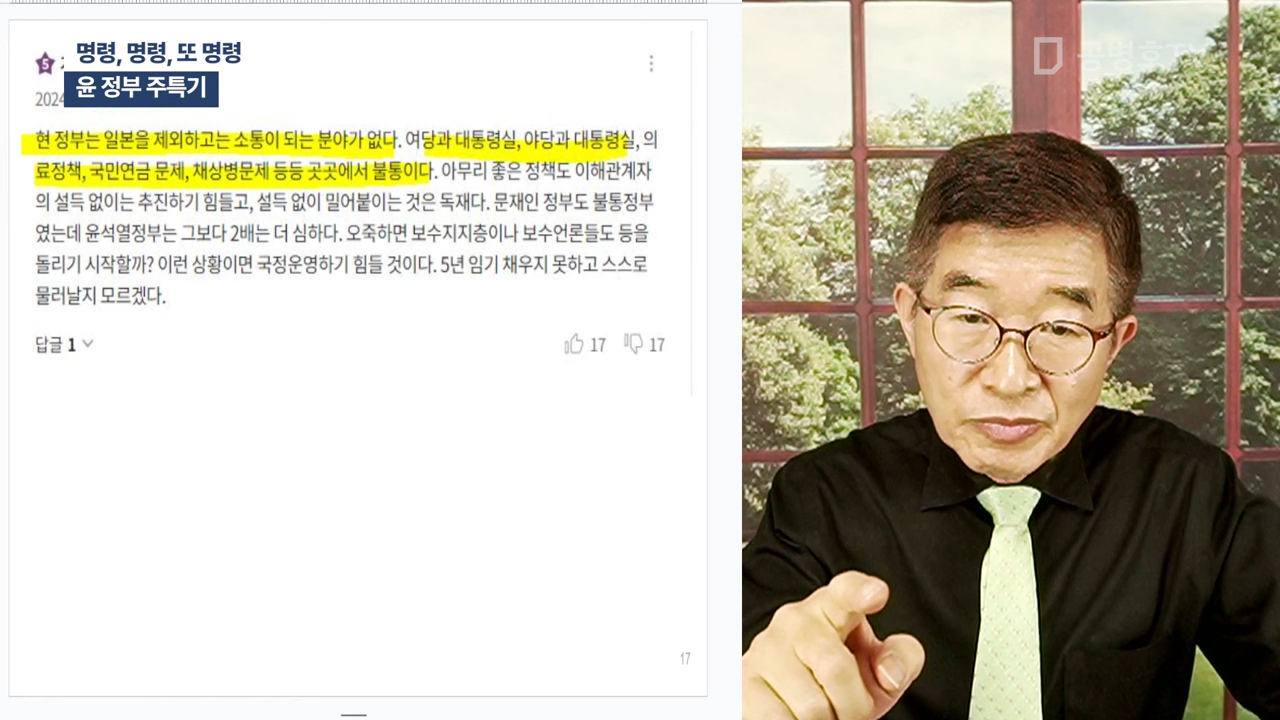 명령, 명령, 또 명령
윤 정부 주특기
2024
현 정부는 일본을 제외하고는 소통이 되는 분야가 없다. 여당과 대통령실, 야당과 대통령실, 의
료정책, 국민연금 문제, 채상병문제 등등 곳곳에서 불통이다. 아무리 좋은 정책도 이해관계자
의 설득 없이는 추진하기 힘들고, 설득 없이 밀어붙이는 것은 독재다. 문재인 정부도 불통정부
였는데 윤석열정부는 그보다 2배는 더 심하다. 오죽하면 보수지지층이나 보수언론들도 등을
돌리기 시작할까? 이런 상황이면 국정운영하기 힘들 것이다. 5년 임기 채우지 못하고 스스로
물러날지 모르겠다.
답글 1
17 17
17
공병호TV